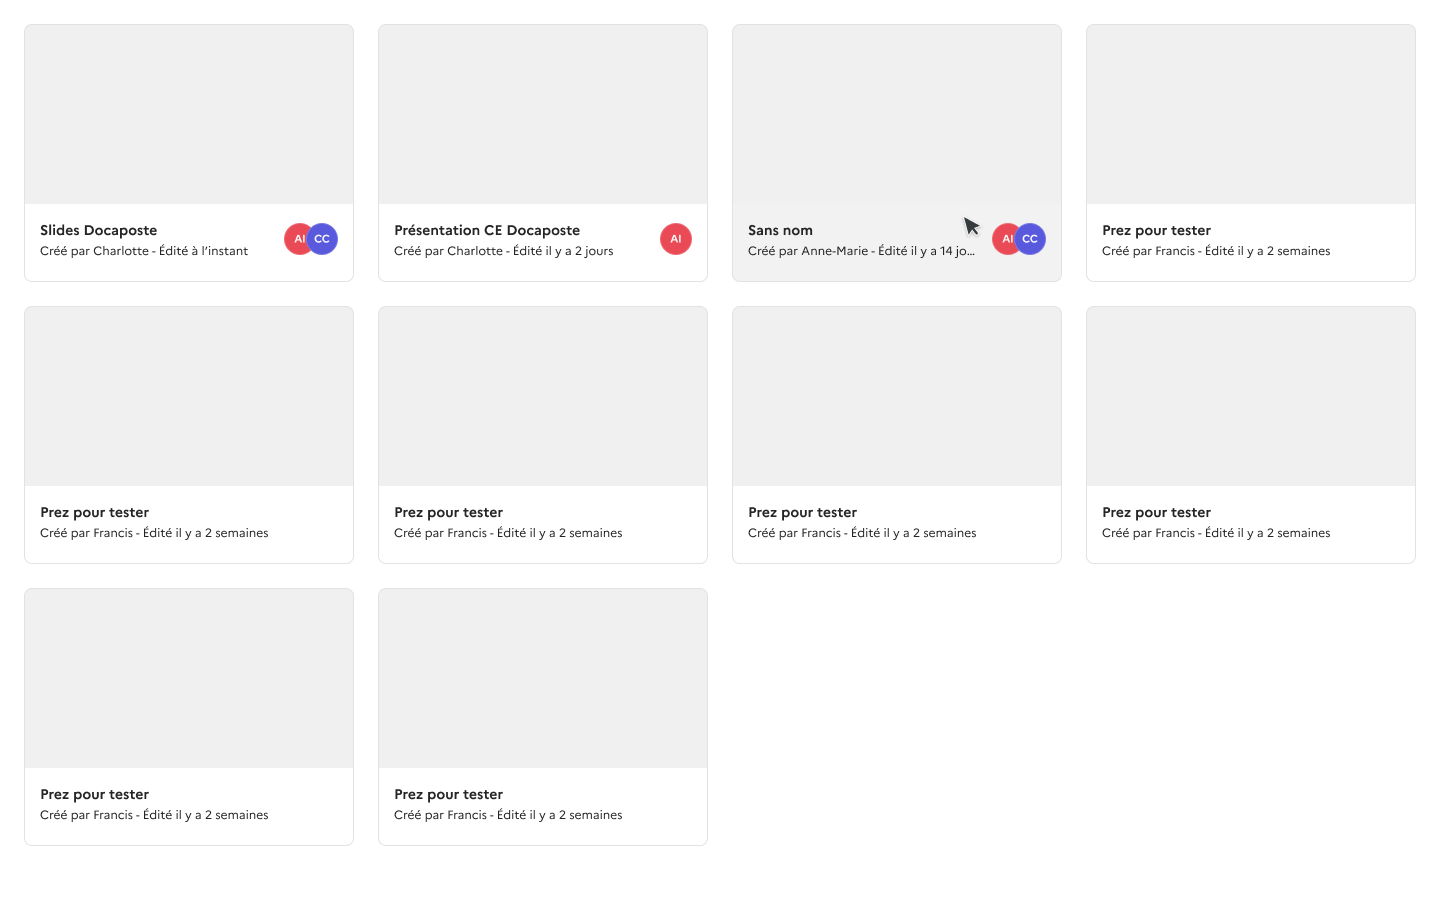 Slides Docaposte
Créé par Charlotte - Édité à l’instant
AI
CC
Présentation CE Docaposte
Créé par Charlotte - Édité il y a 2 jours
AI
Sans nom
Créé par Anne-Marie - Édité il y a 14 jo...
AI
CC
Prez pour tester
Créé par Francis - Édité il y a 2 semaines
Prez pour tester
Créé par Francis - Édité il y a 2 semaines
Prez pour tester
Créé par Francis - Édité il y a 2 semaines
Prez pour tester
Créé par Francis - Édité il y a 2 semaines
Prez pour tester
Créé par Francis - Édité il y a 2 semaines
Prez pour tester
Créé par Francis - Édité il y a 2 semaines
Prez pour tester
Créé par Francis - Édité il y a 2 semaines